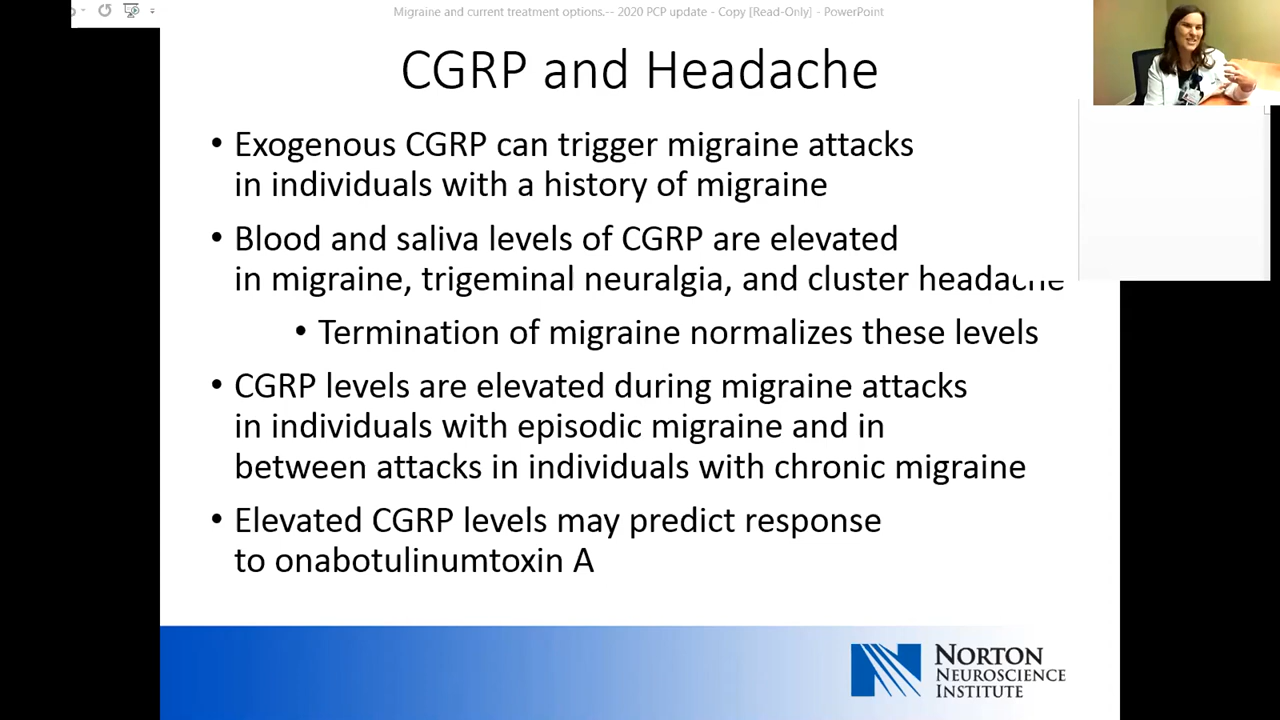 Migraine and current treatment options.-- 2020 PCP update - Copy [Read-Only] - PowerPoint
CGRP and Headache
• Exogenous CGRP can trigger migraine attacks
in individuals with a history of migraine
• Blood and saliva levels of CGRP are elevated
in migraine, trigeminal neuralgia, and cluster headache
• Termination of migraine normalizes these levels
• CGRP levels are elevated during migraine attacks
in individuals with episodic migraine and in
between attacks in individuals with chronic migraine
• Elevated CGRP levels may predict response
to onabotulinumtoxin A
NORTON
NEUROSCIENCE
INSTITUTE